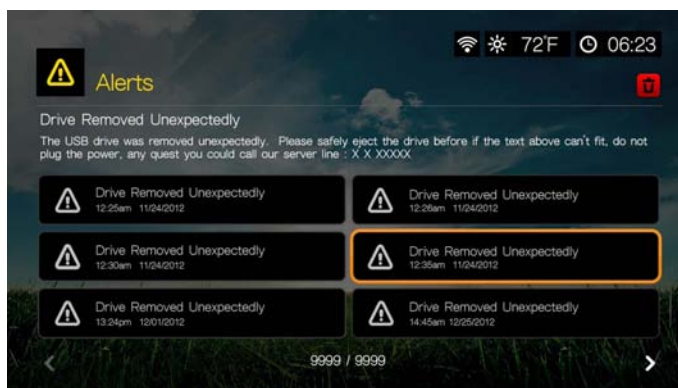 72°F 06:23
Alerts
Drive Removed Unexpectedly
The USB drive was removed unexpectedly. Please safely eject the drive before if the text above can't fit, do not
plug the power, any quest you could call our server line : X X XXXXX
Drive Removed Unexpectedly
12:25am 11/24/2012
Drive Removed Unexpectedly
12:26am 11/24/2012
Drive Removed Unexpectedly
12:30am 11/24/2012
Drive Removed Unexpectedly
12:35am 11/24/2012
Drive Removed Unexpectedly
13:24pm 12/01/2012
Drive Removed Unexpectedly
14:45am 12/25/2012
9999 / 9999